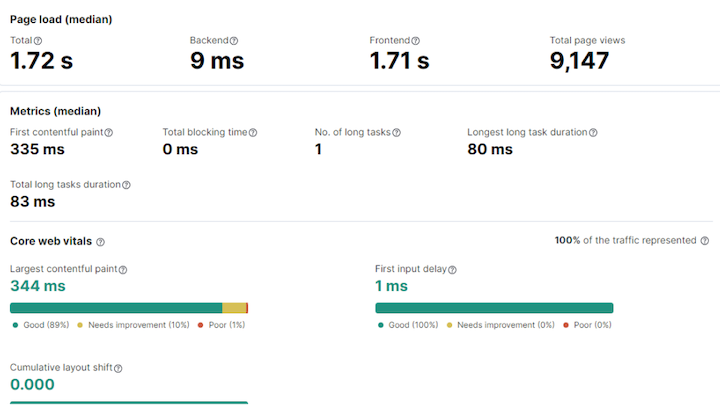 Page load (median)
Total Backend Frontend Total page views
1.72 s 9 ms 1.71 s 9,147
Metrics (median)
First contentful paint Total blocking time No. of long tasks Longest long task duration
335 ms 0 ms 1 80 ms
Total long tasks duration
83 ms
Core web vitals 100% of the traffic represented
Largest contentful paint First input delay
344 ms 1 ms
Good (89%) Needs improvement (10%) Poor (1%) Good (100%) Needs improvement (0%) Poor (0%)
Cumulative layout shift
0.000